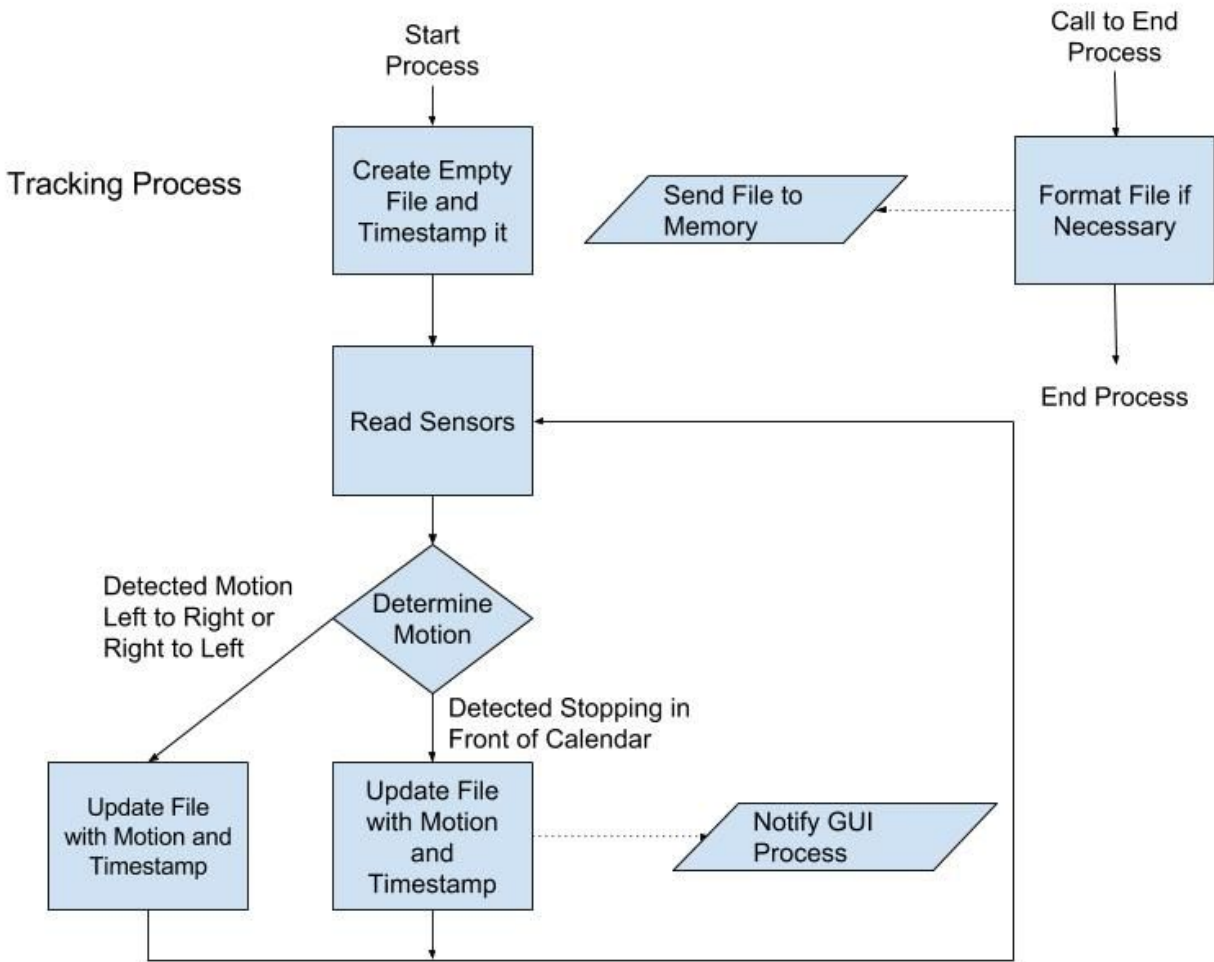 Tracking Process
Start
Process
Create Empty
File and
Timestamp it
Read Sensors
Determine
Motion
Detected Motion
Left to Right or
Right to Left
Detected Stopping in
Front of Calendar
Update File
with Motion and
Timestamp
Update File
with Motion
and
Timestamp
Notify GUI
Process
Call to End
Process
Format File if
Necessary
Send File to
Memory
End Process